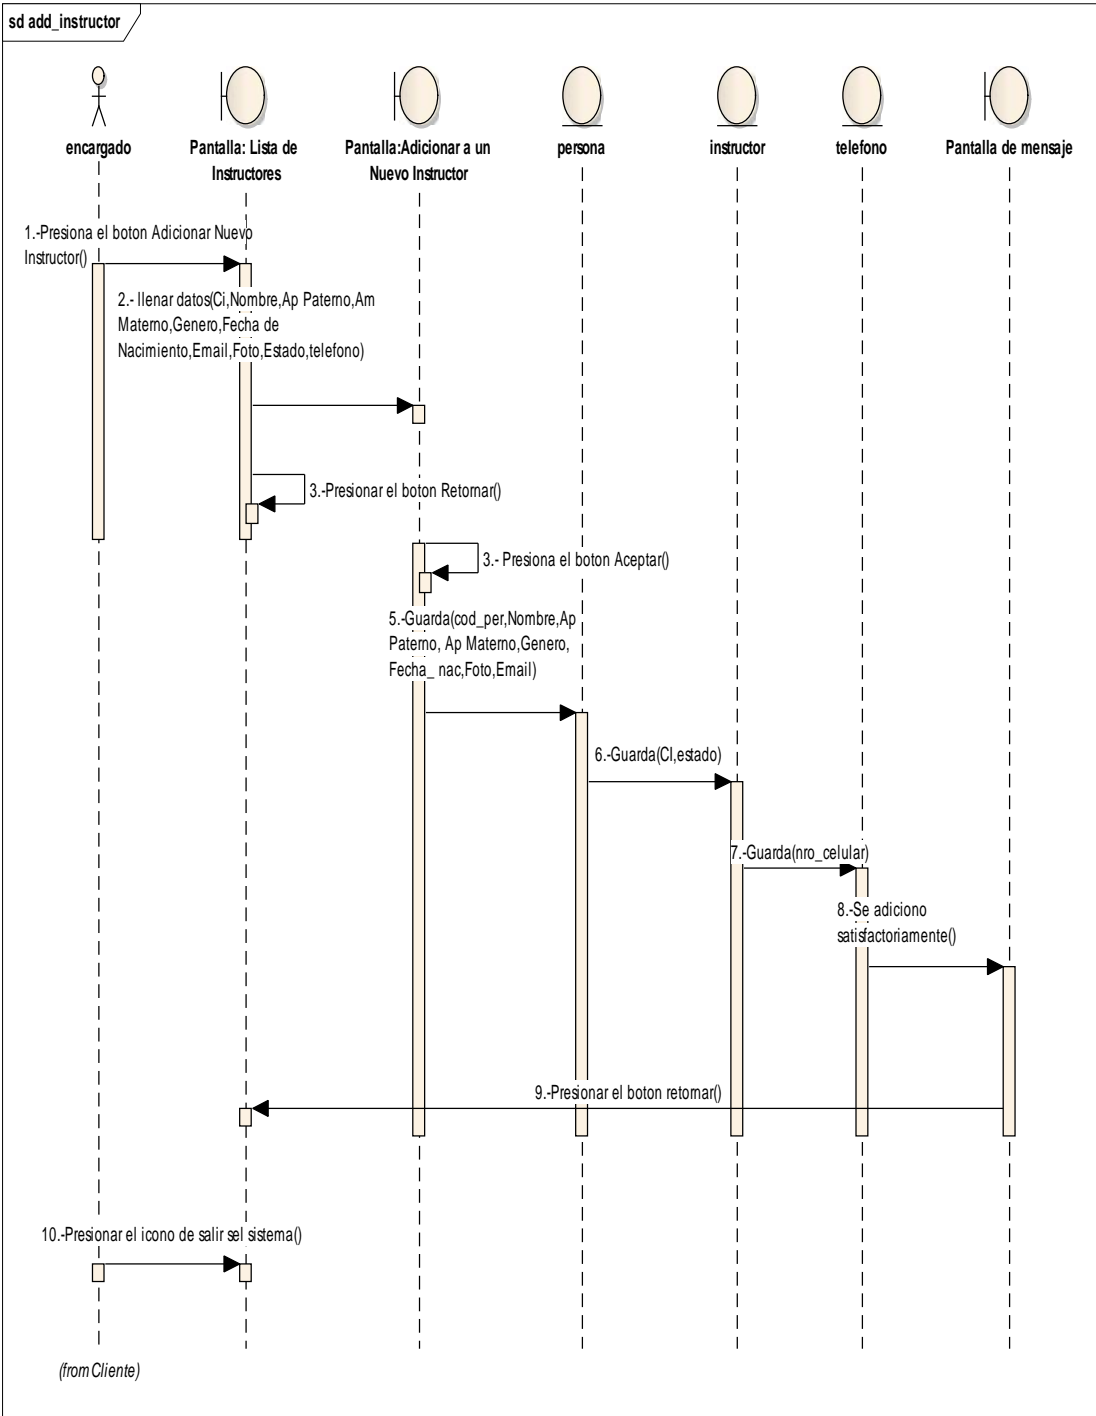 sd add_instructor
encargado
Pantalla: Lista de
Instructores
Pantalla:Adicionar a un
Nuevo Instructor
persona
instructor
telefono
Pantalla de mensaje
1.-Presiona el boton Adicionar Nuevo
Instructor()
2.- llenar datos(Ci,Nombre,Ap Paterno,Am
Materno,Genero,Fecha de
Nacimiento,Email,Foto,Estado,telefono)
3.-Presionar el boton Retornar()
3.- Presiona el boton Aceptar()
5.-Guarda(cod_per,Nombre,Ap
Paterno, Ap Materno,Genero,
Fecha_ nac,Foto,Email)
6.-Guarda(CI,estado)
7.-Guarda(nro_celular)
8.-Se adiciono
satisfactoriamente()
9.-Presionar el boton retornar()
10.-Presionar el icono de salir sel sistema()
(from Cliente)